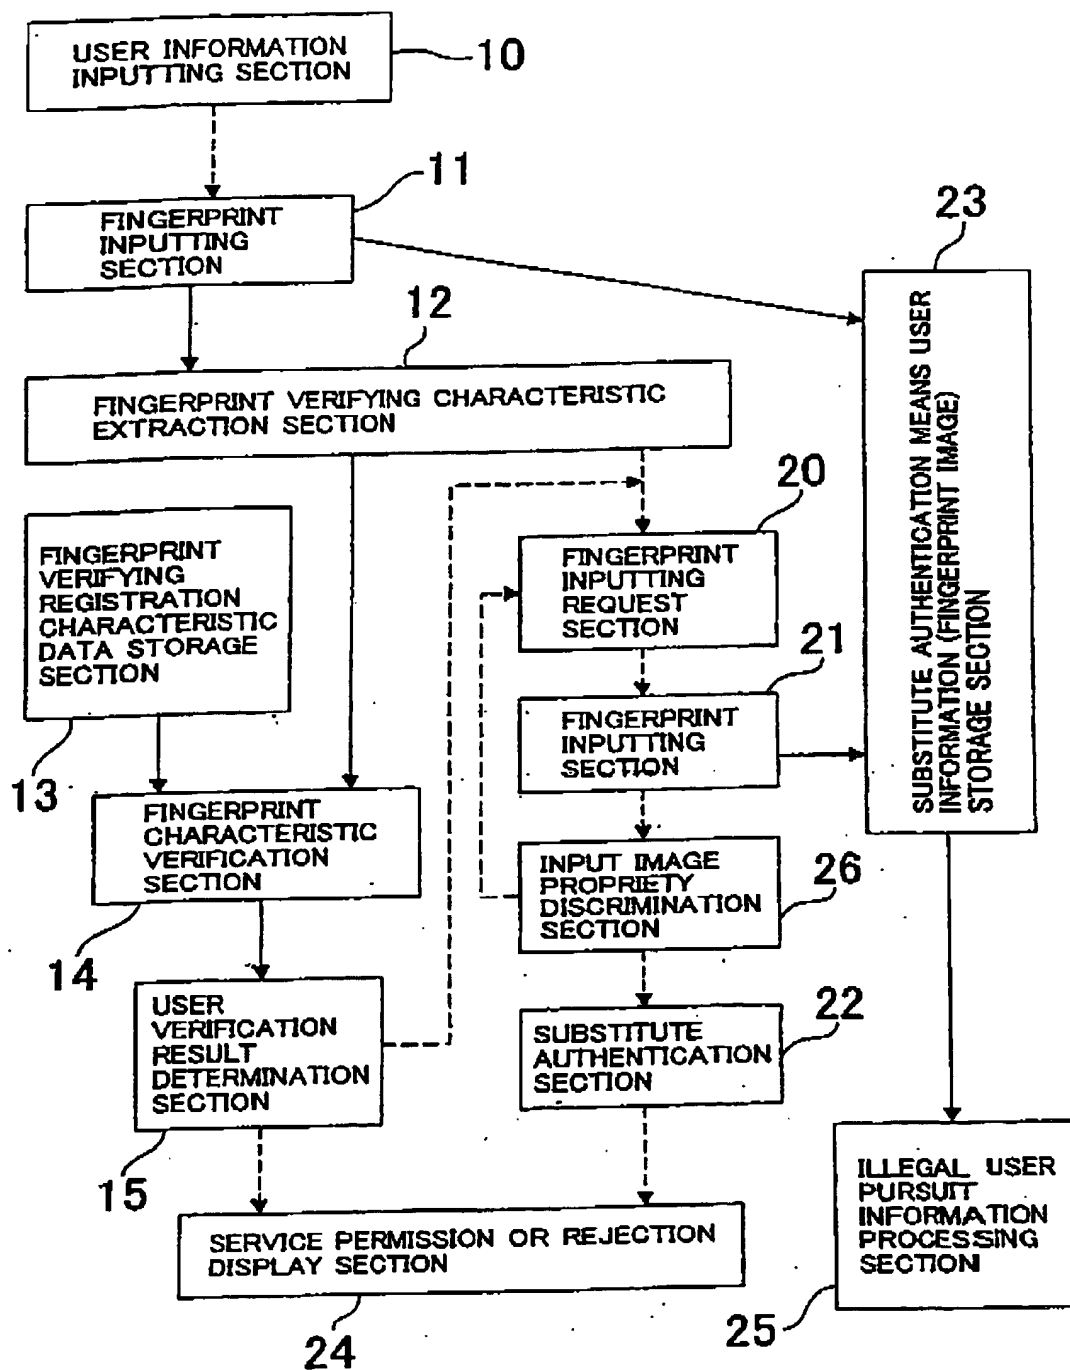 USER INFORMATION
INPUTTING SECTION
10
FINGERPRINT
INPUTTING
SECTION
11
23
SUBSTITUTE AUTHENTICATION MEANS USER
INFORMATION (FINGERPRINT IMAGE)
STORAGE SECTION
12
FINGERPRINT VERIFYING CHARACTERISTIC
EXTRACTION SECTION
20
FINGERPRINT
VERIFYING
REGISTRATION
CHARACTERISTIC
DATA STORAGE
SECTION
13
FINGERPRINT
INPUTTING
REQUEST
SECTION
21
FINGERPRINT
INPUTTING
SECTION
FINGERPRINT
CHARACTERISTIC
VERIFICATION
SECTION
14
INPUT IMAGE
PROPRIETY
DISCRIMINATION
SECTION
26
USER
VERIFICATION
RESULT
DETERMINATION
SECTION
15
SUBSTITUTE
AUTHENTICATION
SECTION
22
ILLEGAL USER
PURSUIT
INFORMATION
PROCESSING
SECTION
25
SERVICE PERMISSION OR REJECTION
DISPLAY SECTION
24